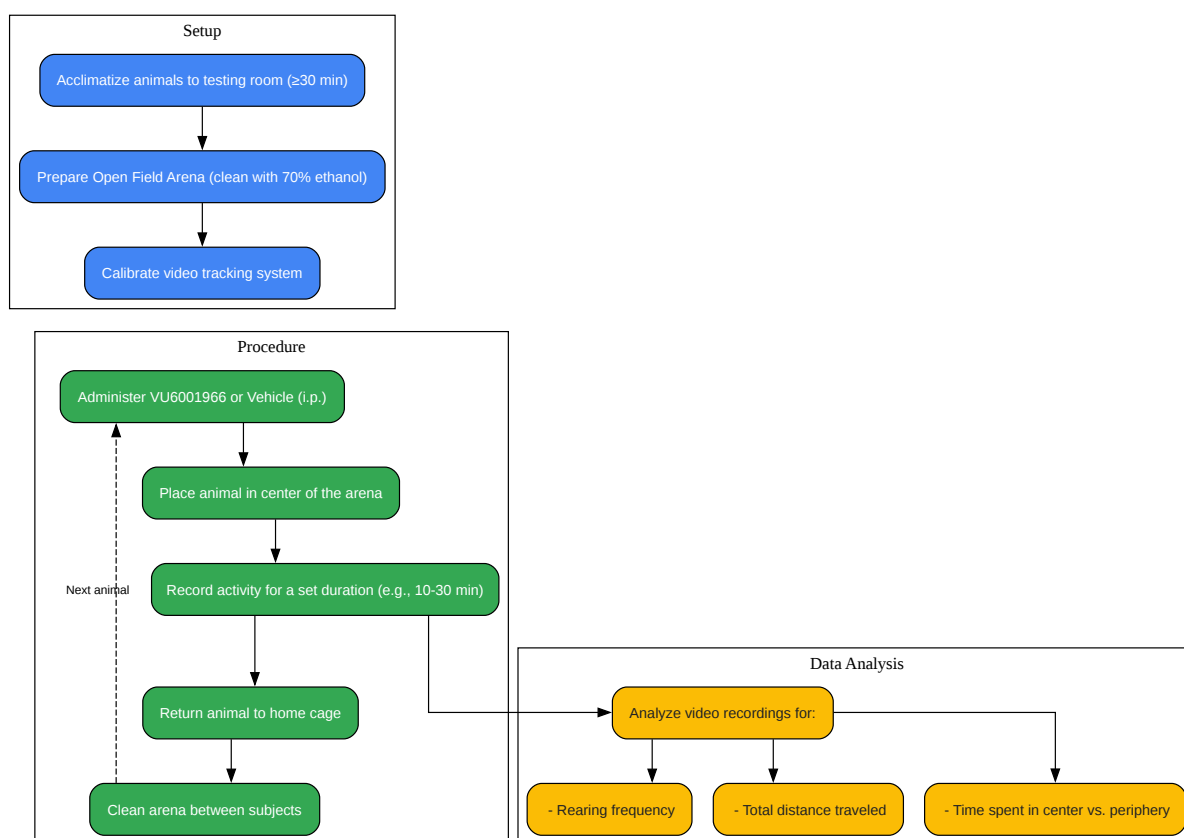 Setup
Acclimatize animals to testing room (≥30 min)
Prepare Open Field Arena (clean with 70% ethanol)
Calibrate video tracking system
Procedure
Administer VU6001966 or Vehicle (i.p.)
Place animal in center of the arena
Record activity for a set duration (e.g., 10-30 min)
Next animal
Return animal to home cage
Clean arena between subjects
Data Analysis
Analyze video recordings for:
- Rearing frequency
- Total distance traveled
- Time spent in center vs. periphery